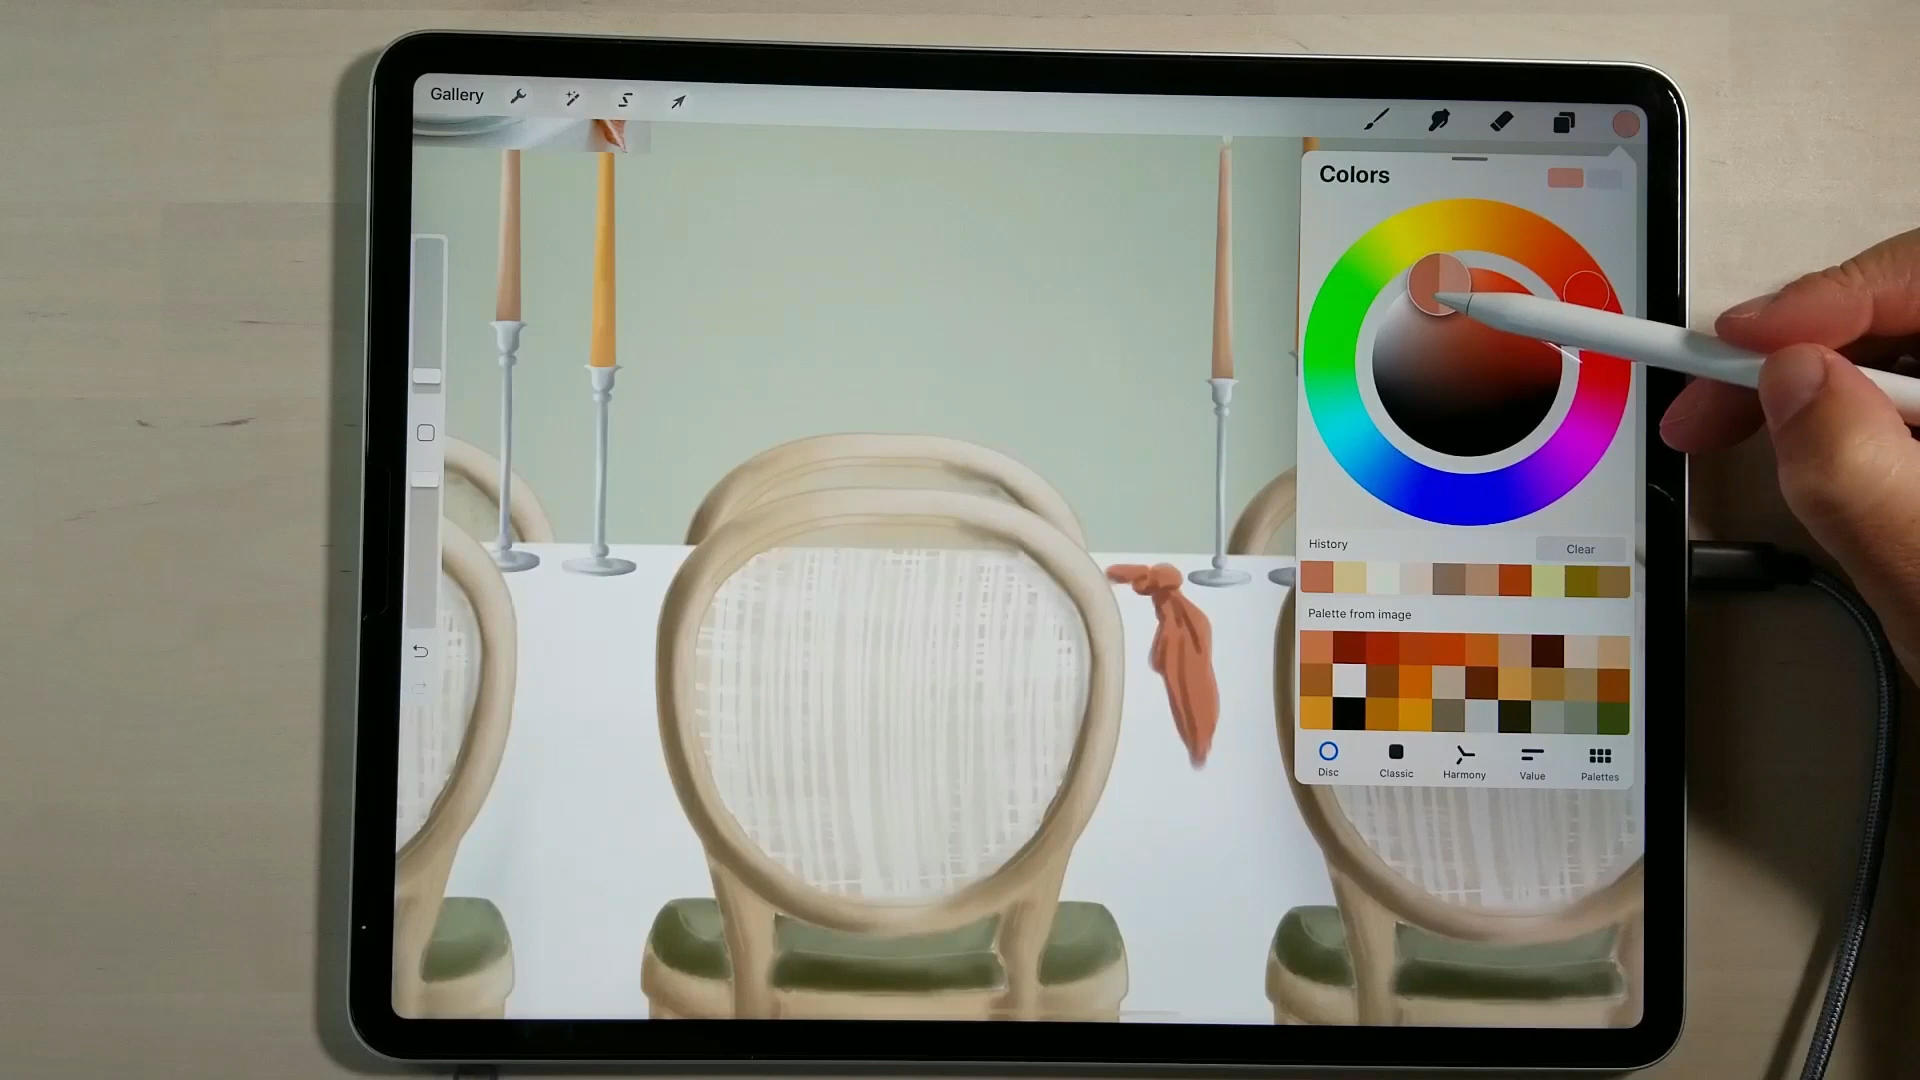 Gallery
Colors
History
Clear
Palette from image
Disc
Classic
Harmony
Value
Palettes